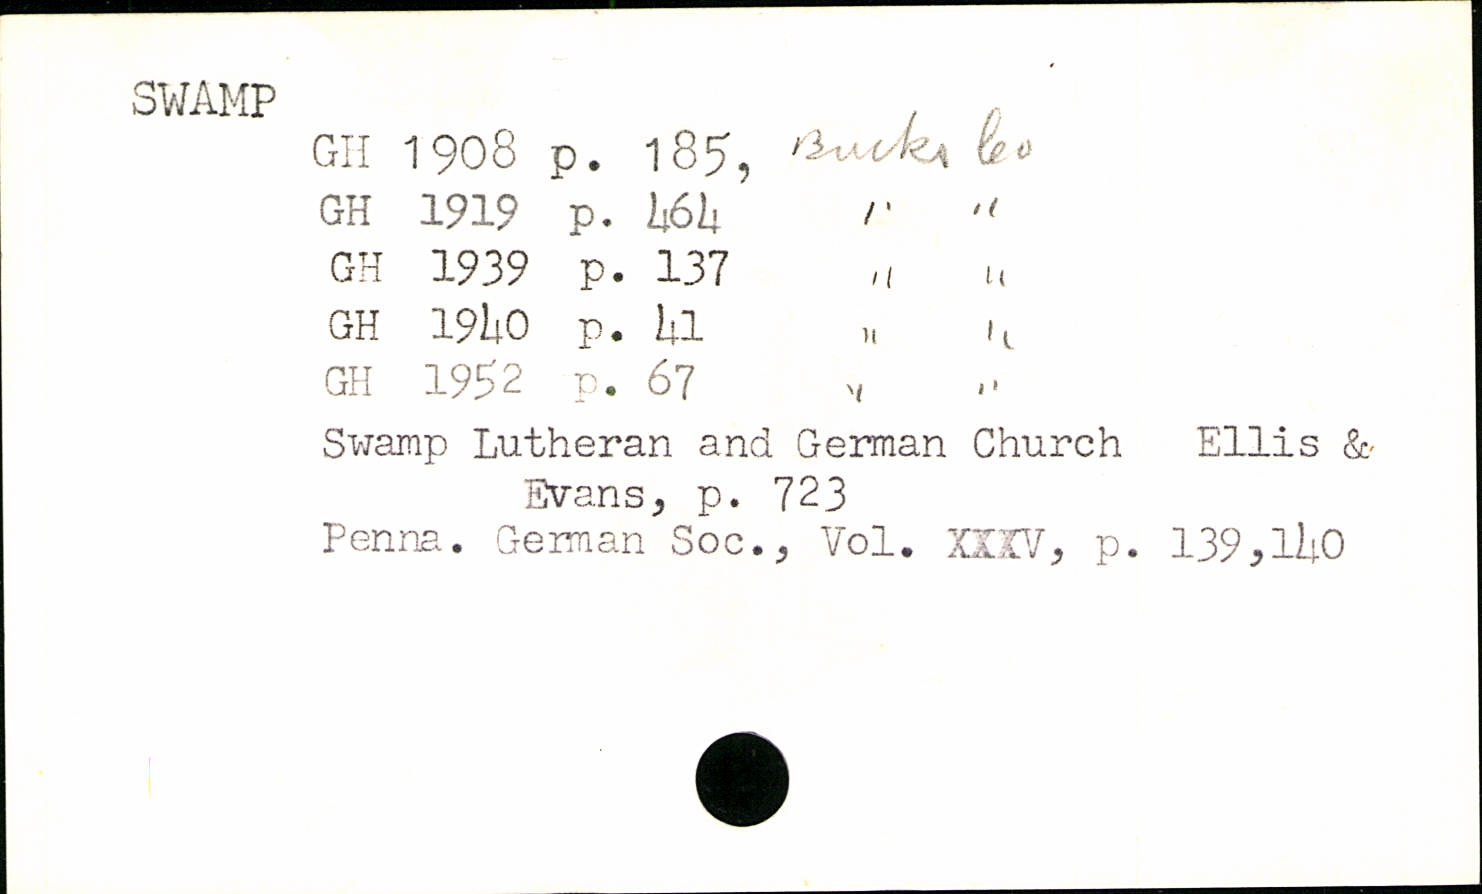 SWAMP
GH 1908 p. 185, Bucks Co
GH 1919 p. 464 " "
GH 1939 p. 137 " "
GH 1940 p. 41 " "
GH 1952 p. 67 " "
Swamp Lutheran and German Church Ellis &
Evans, p. 723
Penna. German Soc., Vol. XXXV, p. 139,140